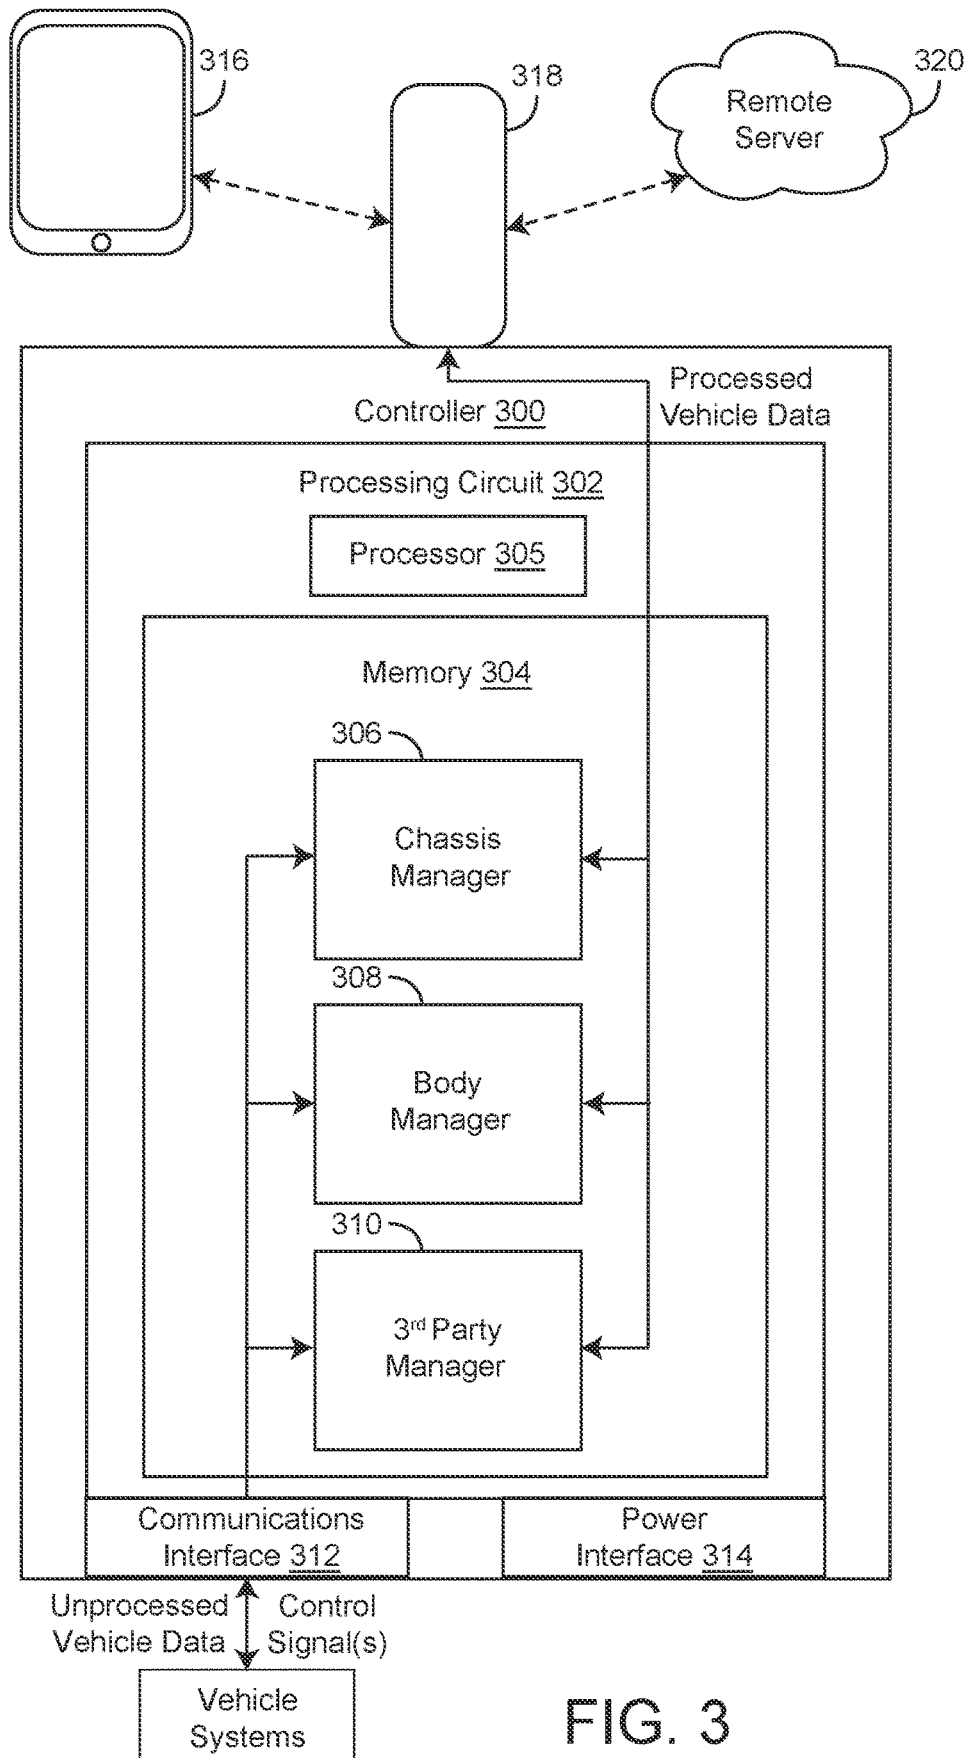 316
318
320
Remote
Server
Processed
Vehicle Data
Controller 300
Processing Circuit 302
Processor 305
Memory 304
306
Chassis
Manager
308
Body
Manager
310
3rd Party
Manager
Communications
Interface 312
Power
Interface 314
Unprocessed
Vehicle Data
Control
Signal(s)
Vehicle
Systems
FIG. 3